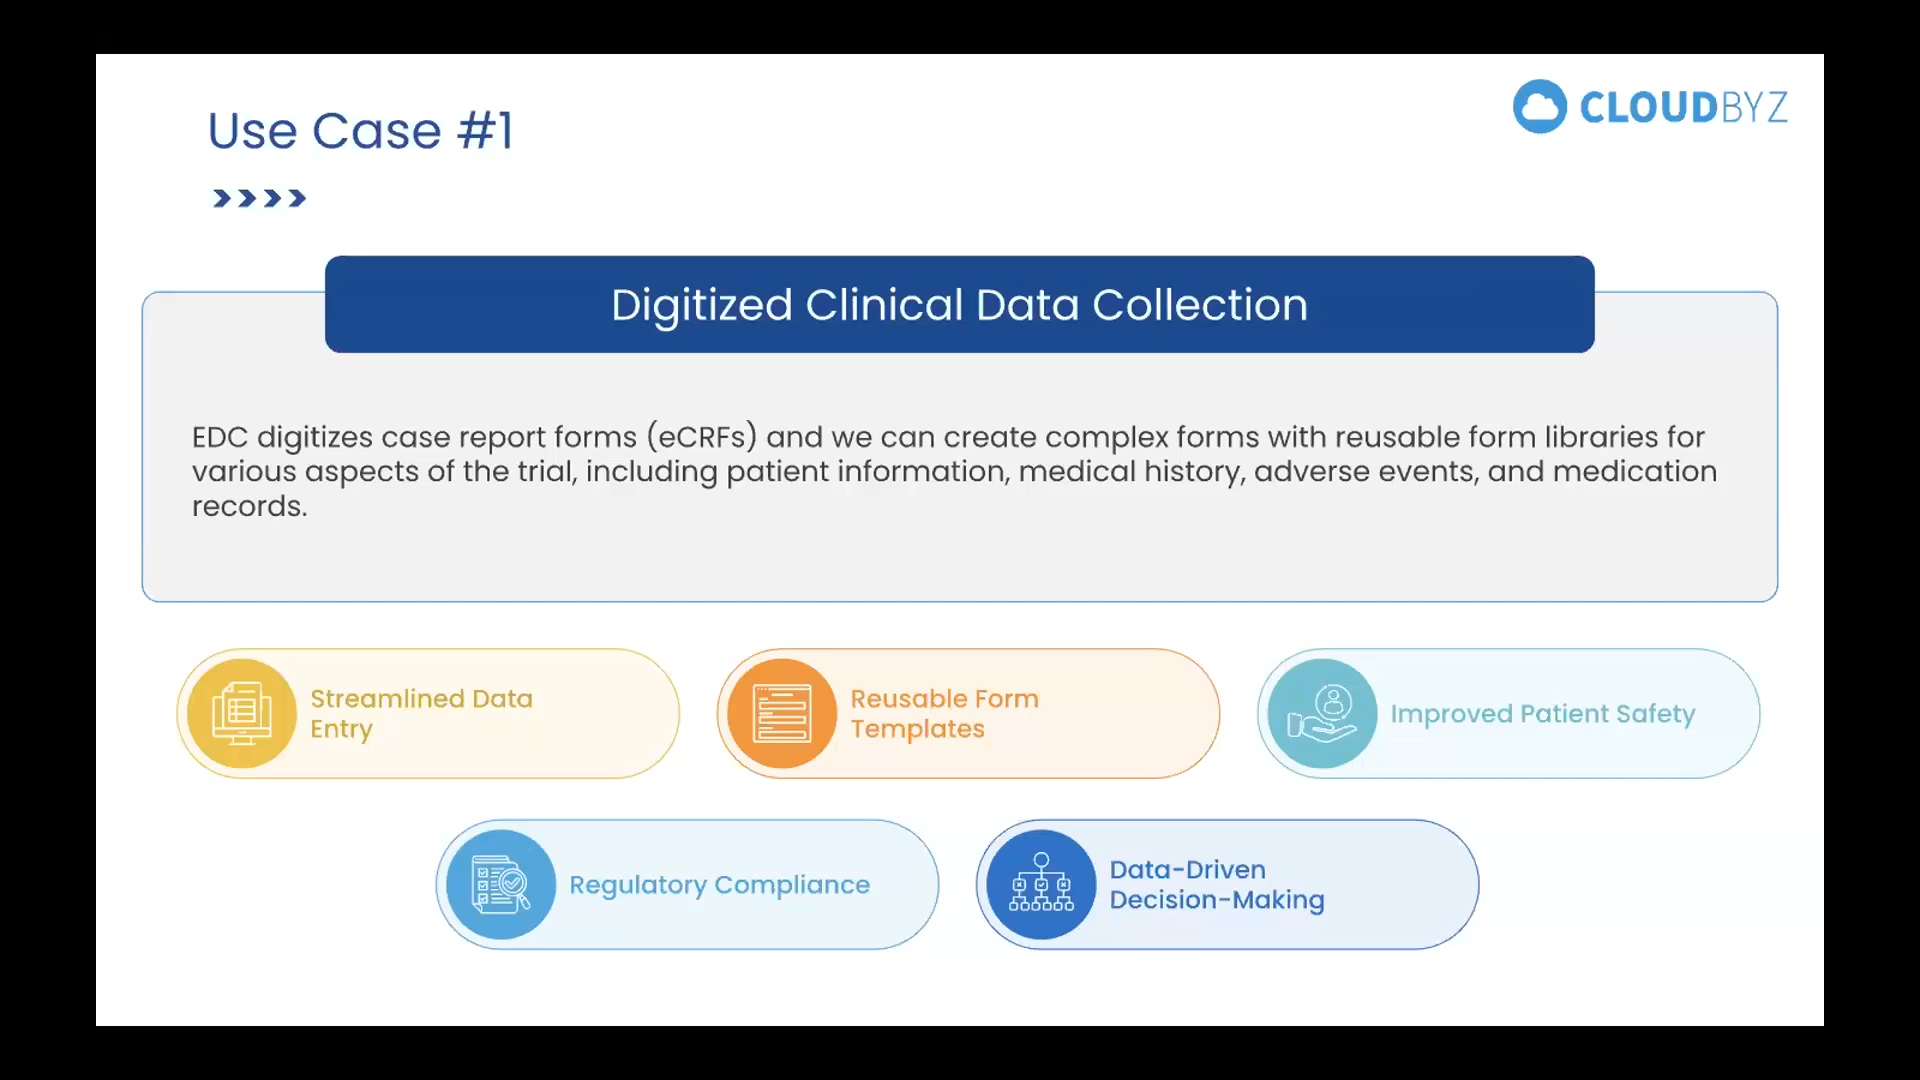 CLOUDBYZ
Use Case #1
Digitized Clinical Data Collection
EDC digitizes case report forms (eCRFs) and we can create complex forms with reusable form libraries for
various aspects of the trial, including patient information, medical history, adverse events, and medication
records.
Streamlined Data
Entry
Reusable Form
Templates
Improved Patient Safety
Regulatory Compliance
Data-Driven
Decision-Making